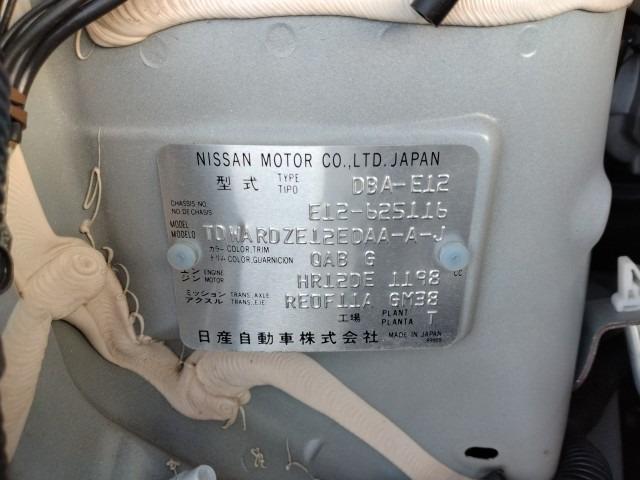 NISSAN MOTOR CO.,LTD. JAPAN
型式 TYPE TIPO DBA-E12
CHASSIS NO. NO.DE CHASIS E12-625116
MODEL MODELO TDWARDZE12EDAA-A-J
カラー COLOR,TRIM
トリム COLOR,GUARNICION QAB G
エンジン ENGINE MOTOR HR12DE 1198 CC
ミッション TRANS. AXLE
アクスル TRANS. EJE RE0F11A GM38
工場 PLANT PLANTA T
日産自動車株式会社 MADE IN JAPAN